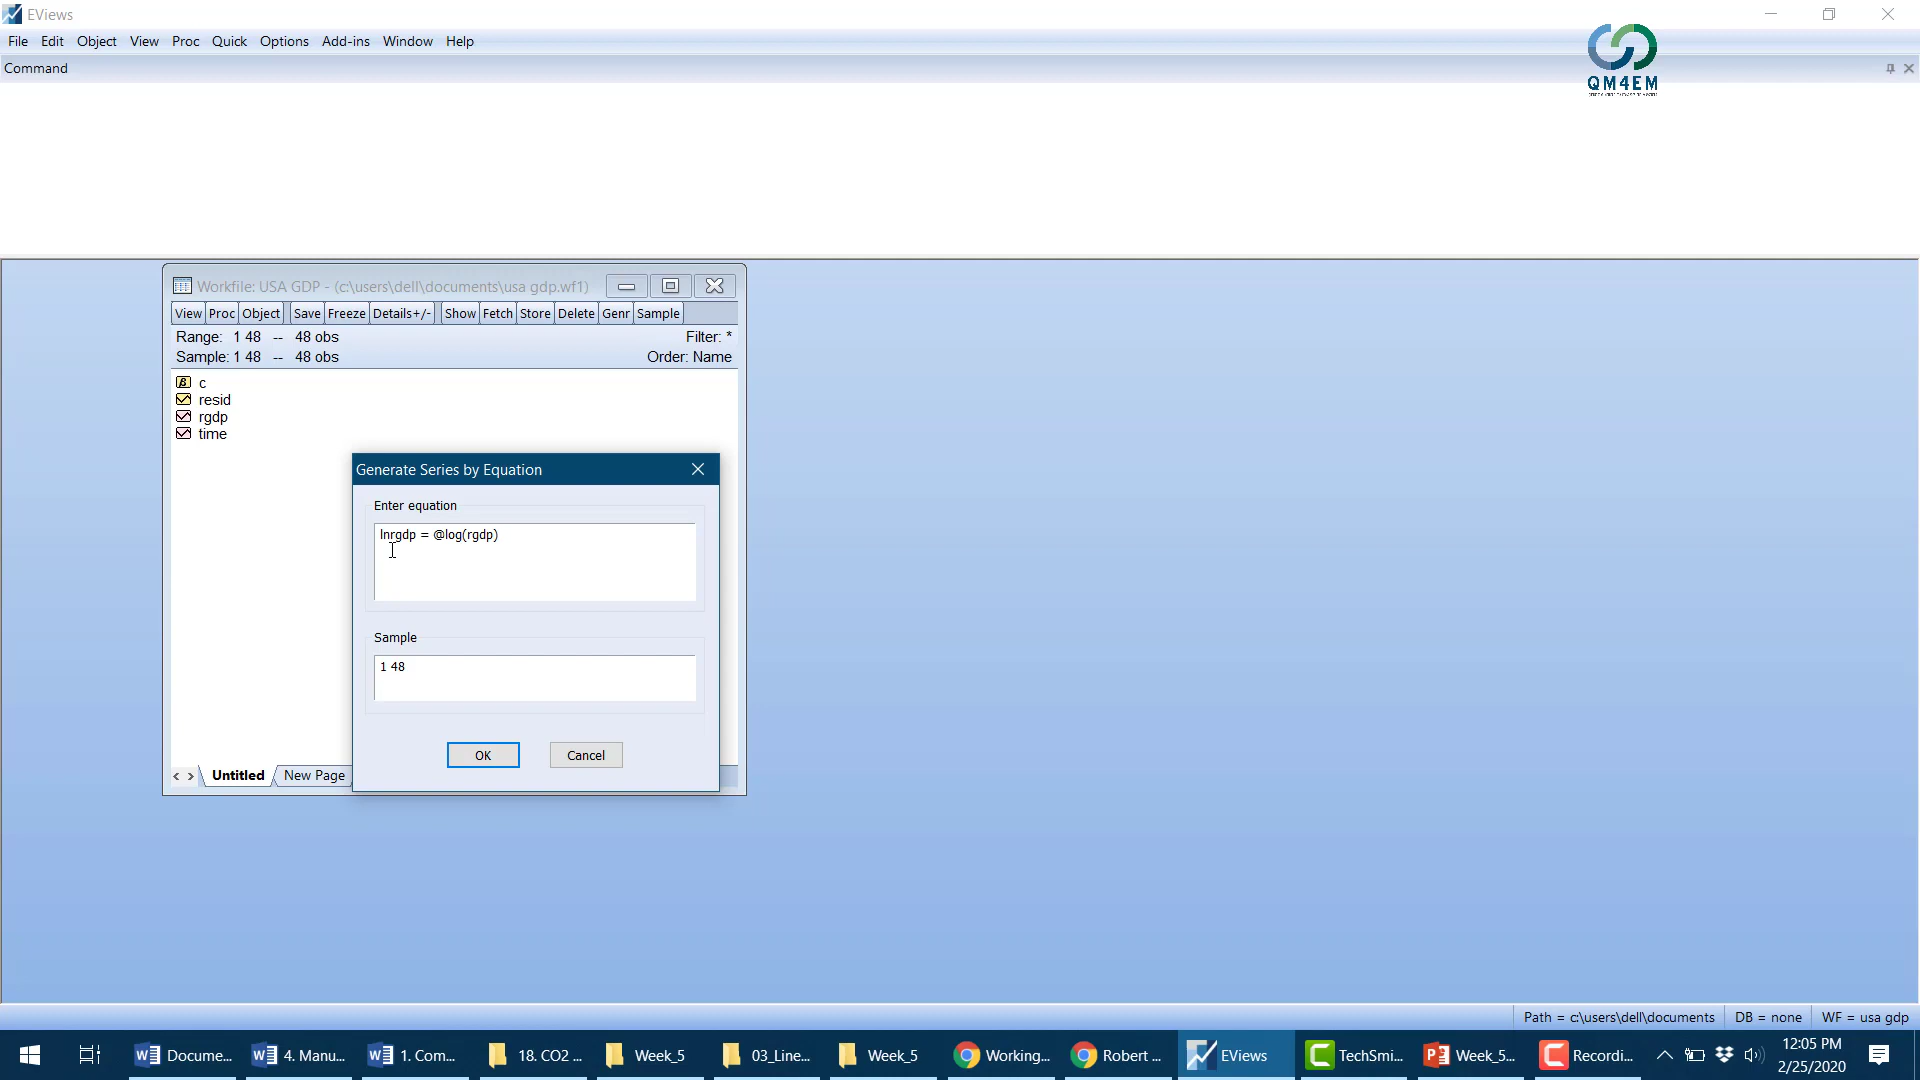 EViews
File Edit Object View Proc Quick Options Add-ins Window Help
QM4EM
Command
Workfile: USA GDP - (c:\users\dell\documents\usa gdp.wf1)
View Proc Object Save Freeze Details+/- Show Fetch Store Delete Genr Sample
Range: 1 48 -- 48 obs Filter: *
Sample: 1 48 -- 48 obs Order: Name
β c
resid
rgdp
time
Generate Series by Equation
Enter equation
lnrgdp = @log(rgdp)
Sample
1 48
OK Cancel
< > Untitled New Page
Path = c:\users\dell\documents DB = none WF = usa gdp
Docume... 4. Manu... 1. Com... 18. CO2 ... Week_5 03_Line... Week_5 Working... Robert ... EViews TechSmi... Week_5... Recordi... 12:05 PM
2/25/2020